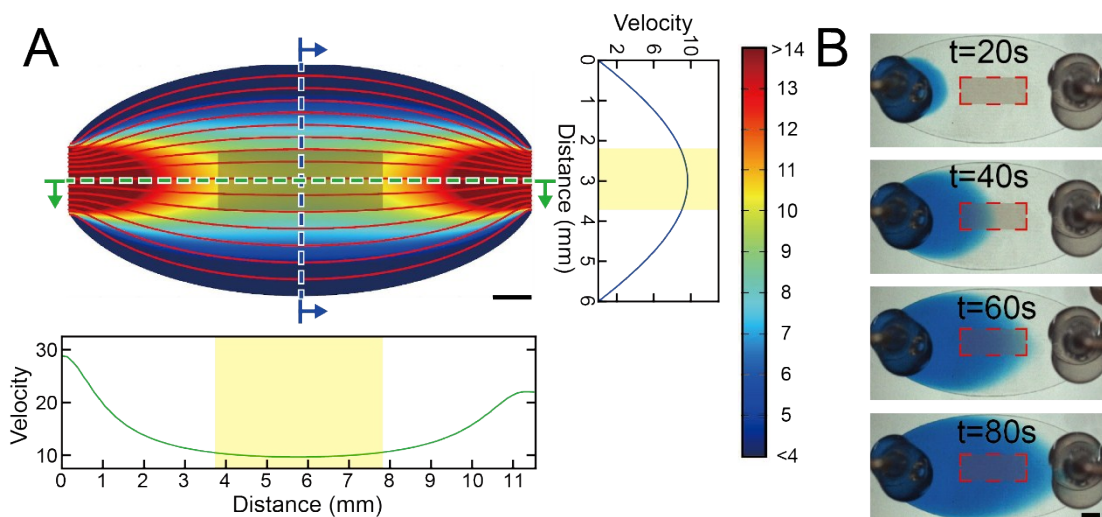 A
Velocity
2 6 10
0
1
2
3
4
5
6
Distance (mm)
>14
13
12
11
10
9
8
7
6
5
<4
30
20
10
Velocity
0 1 2 3 4 5 6 7 8 9 10 11
Distance (mm)
B
t=20s
t=40s
t=60s
t=80s